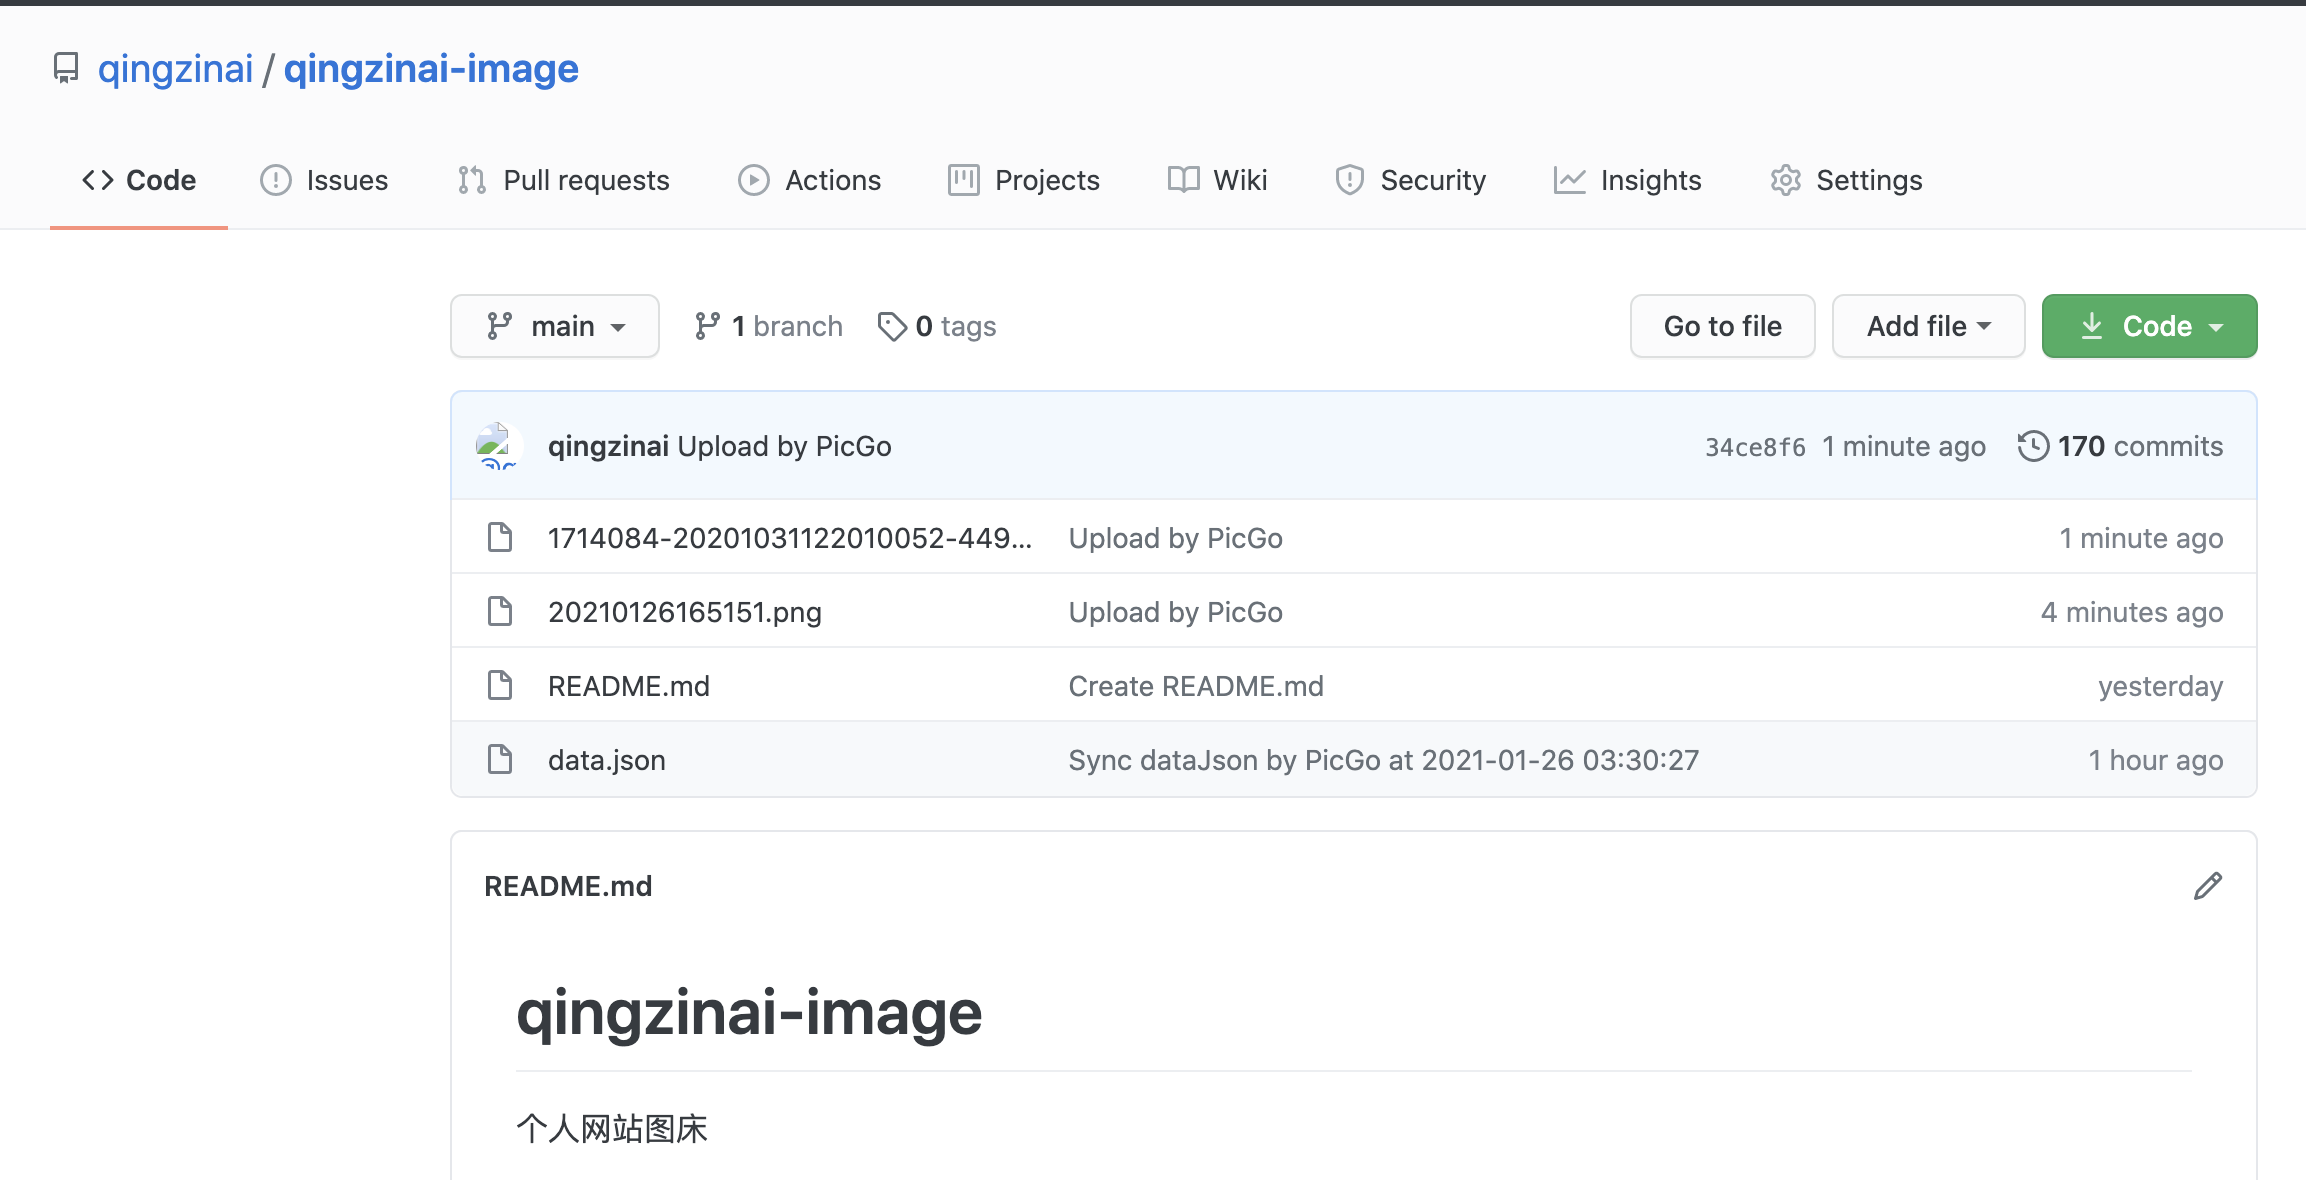 qingzinai / qingzinai-image
Code Issues Pull requests Actions Projects Wiki Security Insights Settings
main 1 branch 0 tags Go to file Add file Code
qingzinai Upload by PicGo 34ce8f6 1 minute ago 170 commits
1714084-20201031122010052-449... Upload by PicGo 1 minute ago
20210126165151.png Upload by PicGo 4 minutes ago
README.md Create README.md yesterday
data.json Sync dataJson by PicGo at 2021-01-26 03:30:27 1 hour ago
README.md
qingzinai-image
个人网站图床